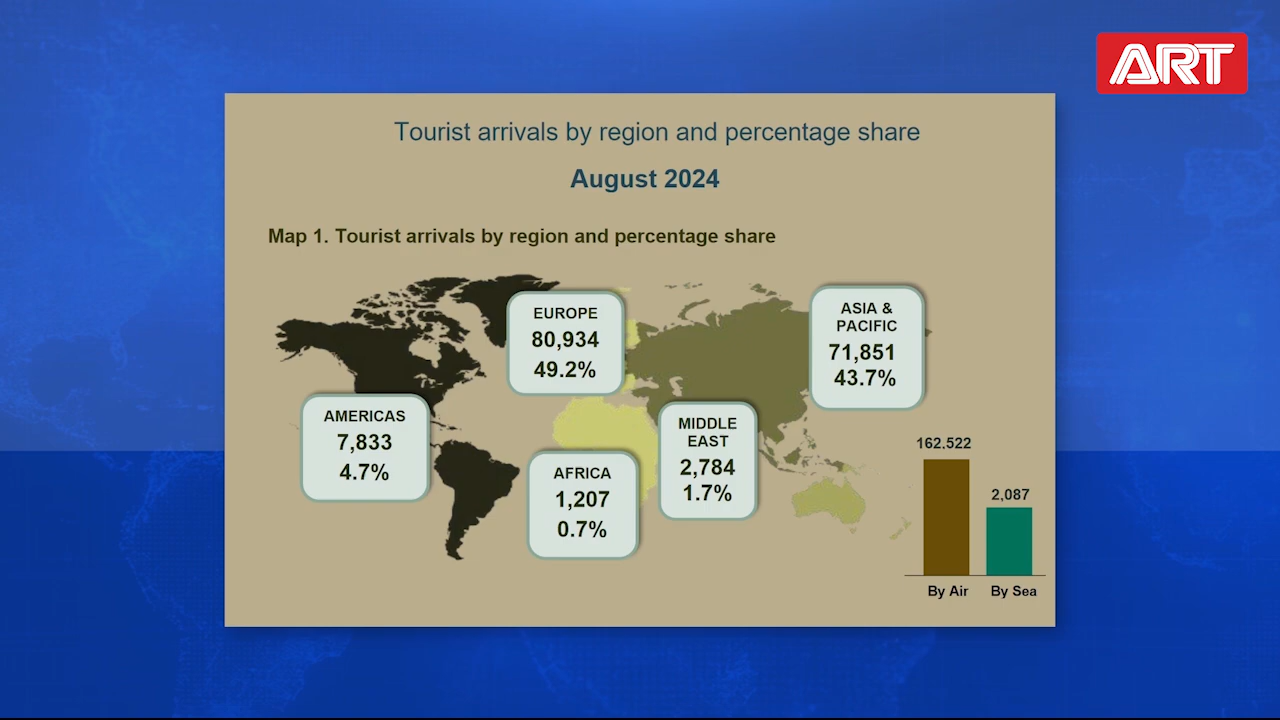 ART
Tourist arrivals by region and percentage share
August 2024
Map 1. Tourist arrivals by region and percentage share
EUROPE
80,934
49.2%
ASIA &
PACIFIC
71,851
43.7%
AMERICAS
7,833
4.7%
MIDDLE
EAST
2,784
1.7%
AFRICA
1,207
0.7%
162.522
2,087
By Air
By Sea